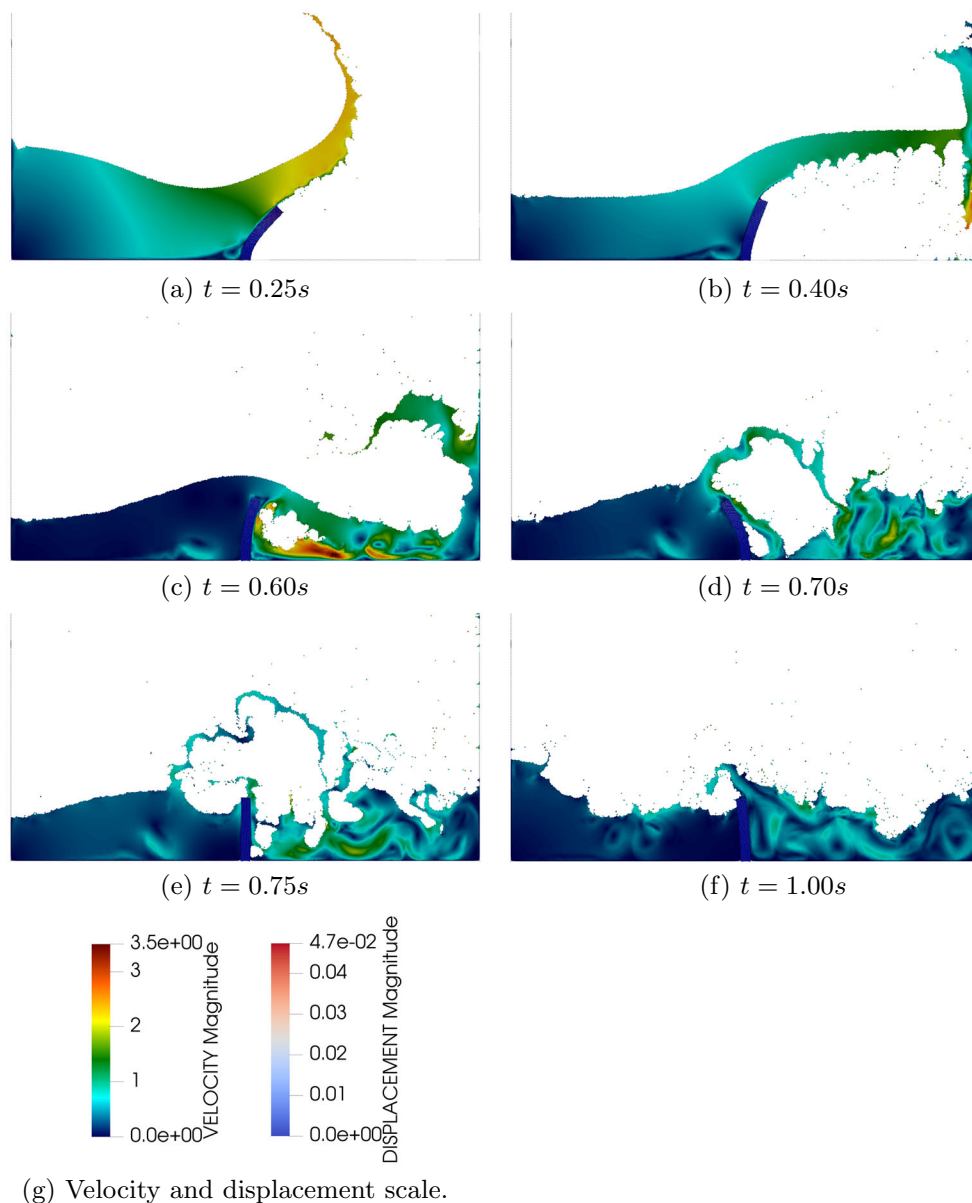 (a) t = 0.25s
(b) t = 0.40s
(c) t = 0.60s
(d) t = 0.70s
(e) t = 0.75s
(f) t = 1.00s
3.5e+00
3
2
1
0.0e+00
VELOCITY Magnitude
4.7e-02
0.04
0.03
0.02
0.01
0.0e+00
DISPLACEMENT Magnitude
(g) Velocity and displacement scale.